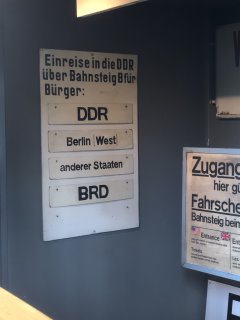 Einreise in die DDR
über Bahnsteig B für
Bürger:
DDR
Berlin (West)
anderer Staaten
BRD
Zugang
hier gü
Fahrsche
Bahnsteig bein
Entrance